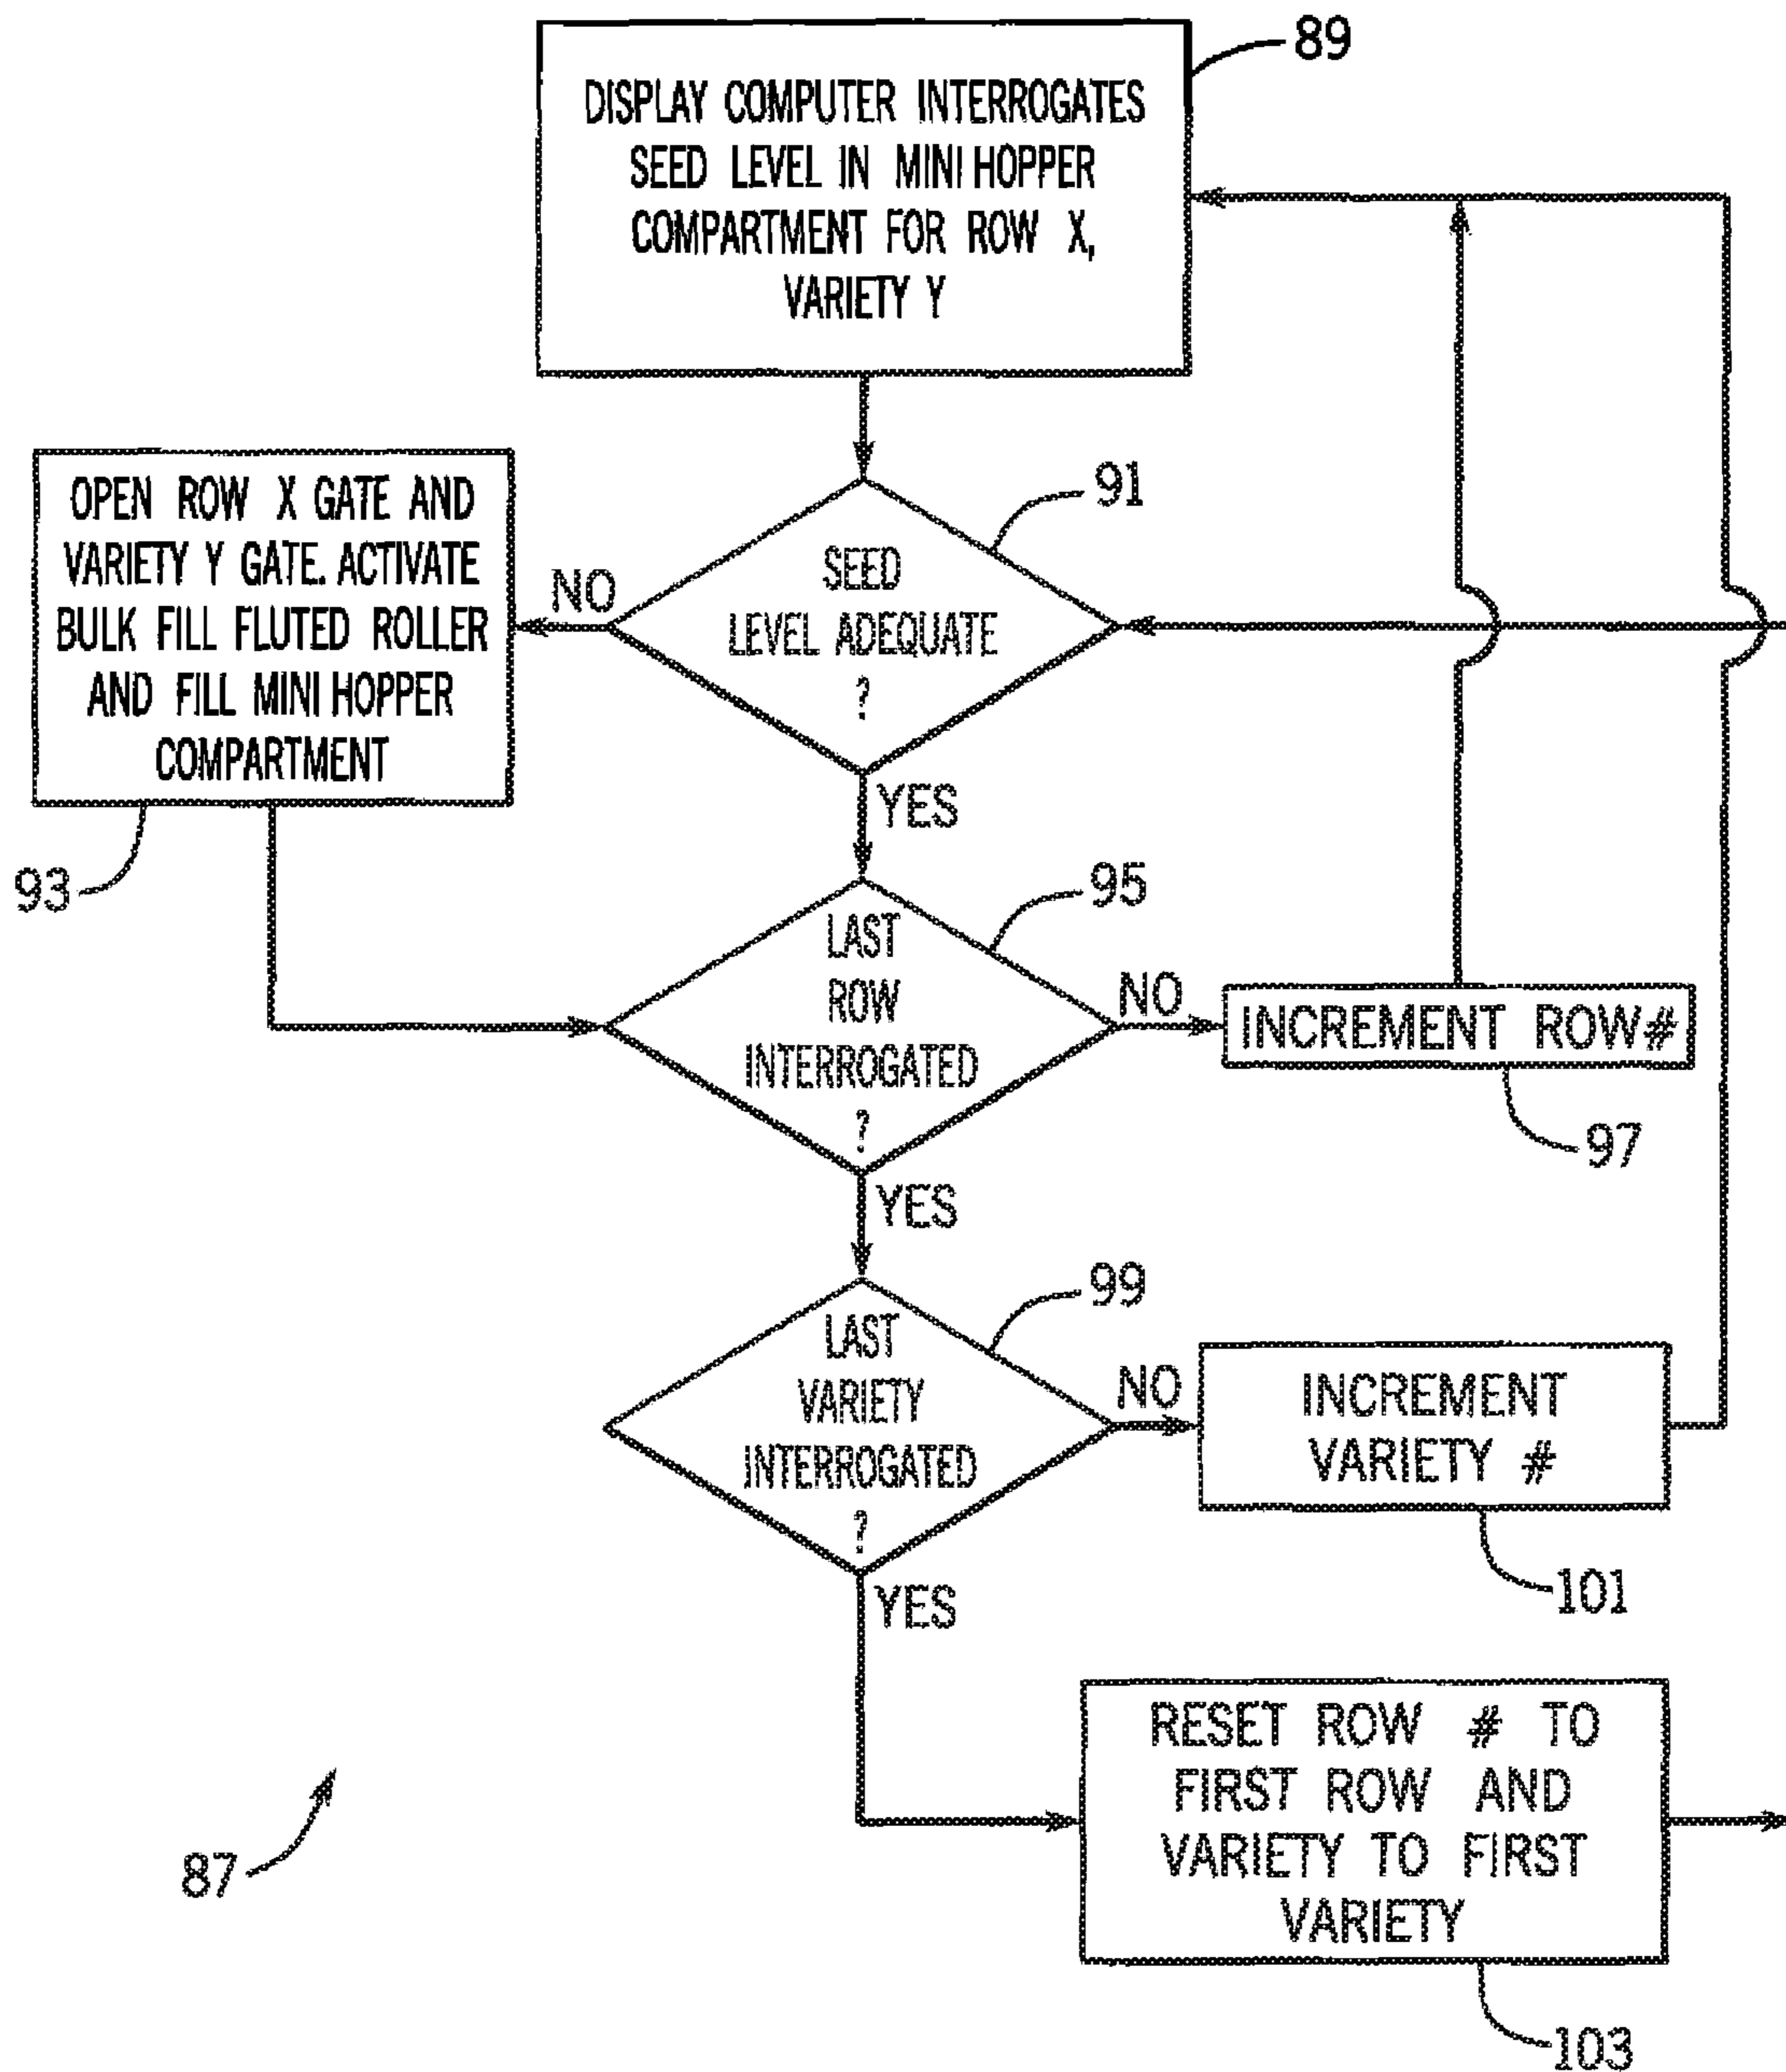 89
DISPLAY COMPUTER INTERROGATES
SEED LEVEL IN MINI HOPPER
COMPARTMENT FOR ROW X,
VARIETY Y
OPEN ROW X GATE AND
VARIETY Y GATE. ACTIVATE
BULK FILL FLUTED ROLLER
AND FILL MINI HOPPER
COMPARTMENT
93
NO
91
SEED
LEVEL ADEQUATE
?
YES
95
LAST
ROW
INTERROGATED
?
NO
INCREMENT ROW#
97
YES
99
LAST
VARIETY
INTERROGATED
?
NO
INCREMENT
VARIETY #
101
YES
RESET ROW # TO
FIRST ROW AND
VARIETY TO FIRST
VARIETY
103
87